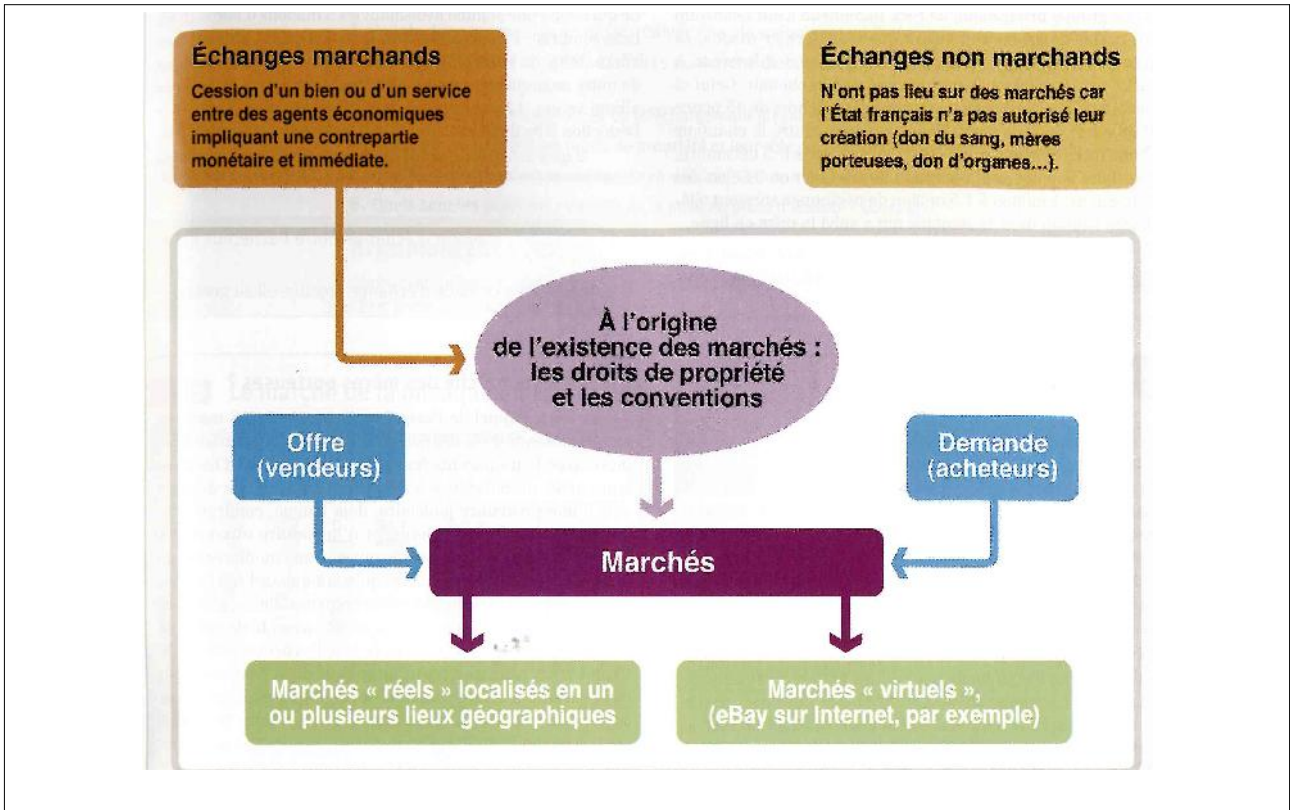 Échanges marchands
Cession d'un bien ou d'un service
entre des agents économiques
impliquant une contrepartie
monétaire et immédiate.
Échanges non marchands
N'ont pas lieu sur des marchés car
l'État français n'a pas autorisé leur
création (don du sang, mères
porteuses, don d'organes...).
À l'origine
de l'existence des marchés :
les droits de propriété
et les conventions
Offre
(vendeurs)
Demande
(acheteurs)
Marchés
Marchés « réels » localisés en un
ou plusieurs lieux géographiques
Marchés « virtuels »,
(eBay sur Internet, par exemple)